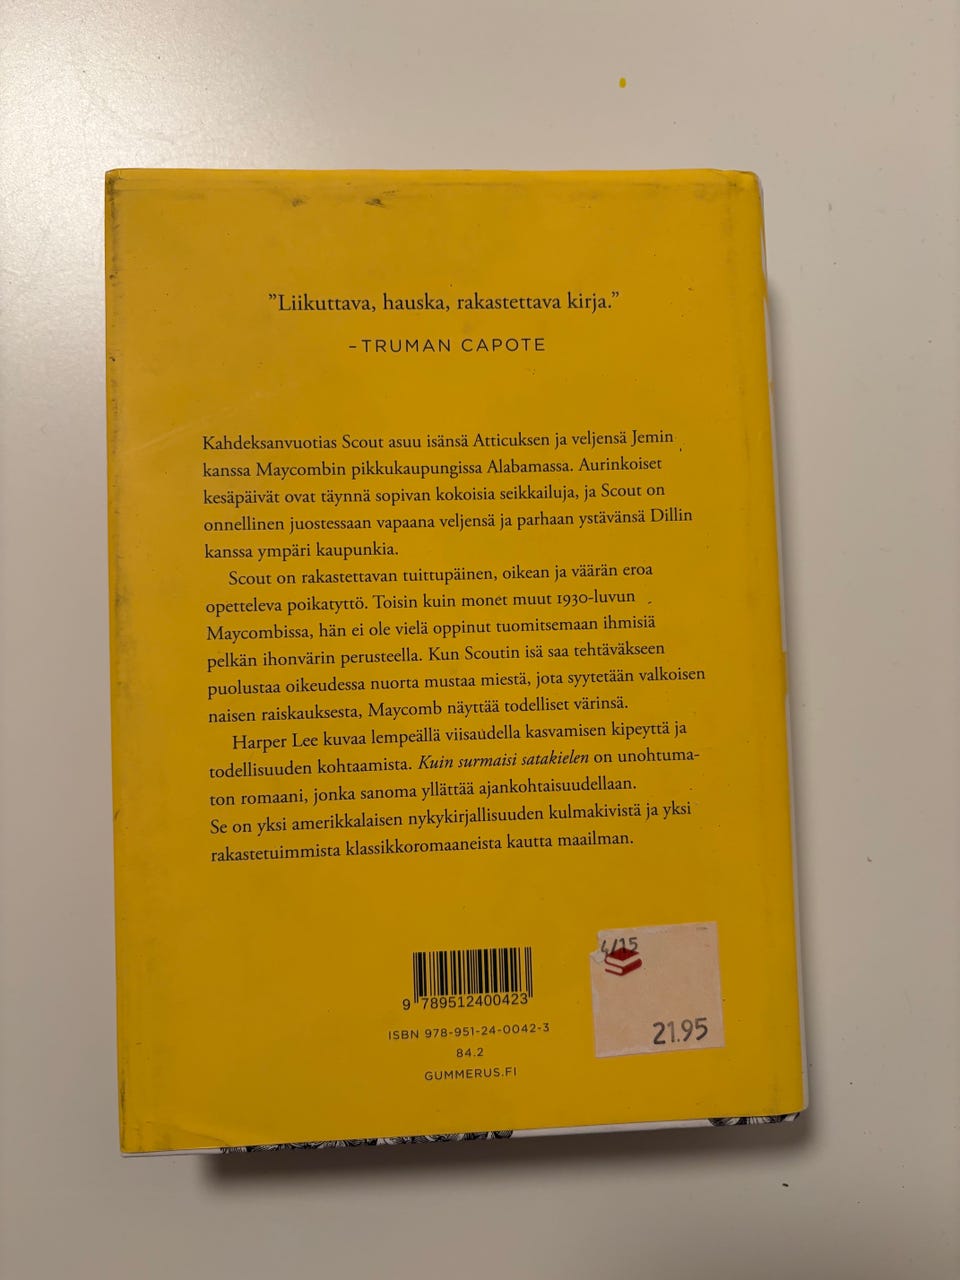 ”Liikuttava, hauska, rakastettava kirja.”
–TRUMAN CAPOTE
Kahdeksanvuotias Scout asuu isänsä Atticuksen ja veljensä Jemin
kanssa Maycombin pikkukaupungissa Alabamassa. Aurinkoiset
kesäpäivät ovat täynnä sopivan kokoisia seikkailuja, ja Scout on
onnellinen juostessaan vapaana veljensä ja parhaan ystävänsä Dillin
kanssa ympäri kaupunkia.
Scout on rakastettavan tuittupäinen, oikean ja väärän eroa
opetteleva poikatyttö. Toisin kuin monet muut 1930-luvun
Maycombissa, hän ei ole vielä oppinut tuomitsemaan ihmisiä
pelkän ihonvärin perusteella. Kun Scoutin isä saa tehtäväkseen
puolustaa oikeudessa nuorta mustaa miestä, jota syytetään valkoisen
naisen raiskauksesta, Maycomb näyttää todelliset värinsä.
Harper Lee kuvaa lempeällä viisaudella kasvamisen kipeyttä ja
todellisuuden kohtaamista. Kuin surmaisi satakielen on unohtuma-
ton romaani, jonka sanoma yllättää ajankohtaisuudellaan.
Se on yksi amerikkalaisen nykykirjallisuuden kulmakivistä ja yksi
rakastetuimmista klassikkoromaaneista kautta maailman.
9 789512400423
ISBN 978-951-24-0042-3
84.2
GUMMERUS.FI
4/15
21.95